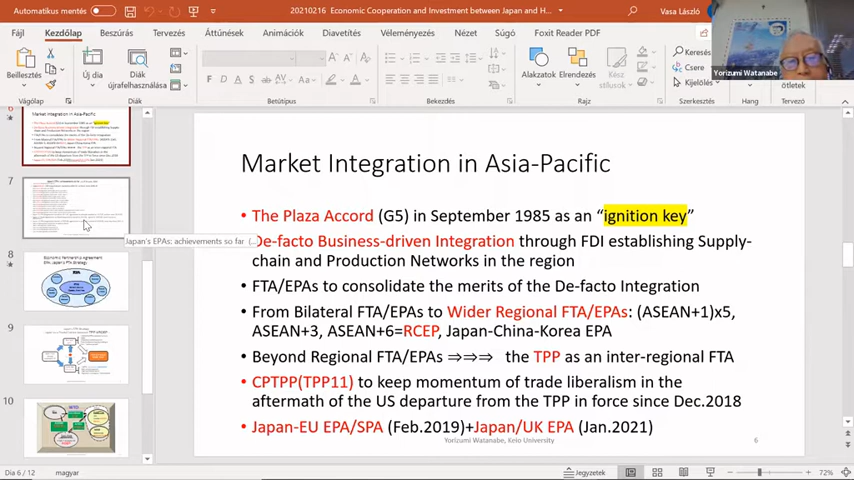 Automatikus mentés
20210216 Economic Cooperation and Investment between Japan and H...
Vasa László
Fájl
Kezdőlap
Beszúrás
Tervezés
Áttűnések
Animációk
Diavetítés
Véleményezés
Nézet
Súgó
Foxit Reader PDF
Yorizumi Watanabe
Beillesztés
Új dia
Diák újrafelhasználása
F
D
A
Alakzatok
Elrendezés
Kész stílusok
Keresés
Csere
Kijelölés
ötletek
Vágólap
Diák
Betűtípus
Bekezdés
Rajz
Szerkesztés
Tervező
6
7
Japan's EPAs: achievements so far (...
8
9
10
Market Integration in Asia-Pacific
• The Plaza Accord (G5) in September 1985 as an “ignition key”
De-facto Business-driven Integration through FDI establishing Supply-
chain and Production Networks in the region
• FTA/EPAs to consolidate the merits of the De-facto Integration
• From Bilateral FTA/EPAs to Wider Regional FTA/EPAs: (ASEAN+1)x5,
ASEAN+3, ASEAN+6=RCEP, Japan-China-Korea EPA
• Beyond Regional FTA/EPAs ⇒⇒⇒ the TPP as an inter-regional FTA
• CPTPP(TPP11) to keep momentum of trade liberalism in the
aftermath of the US departure from the TPP in force since Dec.2018
• Japan-EU EPA/SPA (Feb.2019)+Japan/UK EPA (Jan.2021)
Yorizumi Watanabe, Keio University
6
Dia 6 / 12
magyar
Jegyzetek
72%